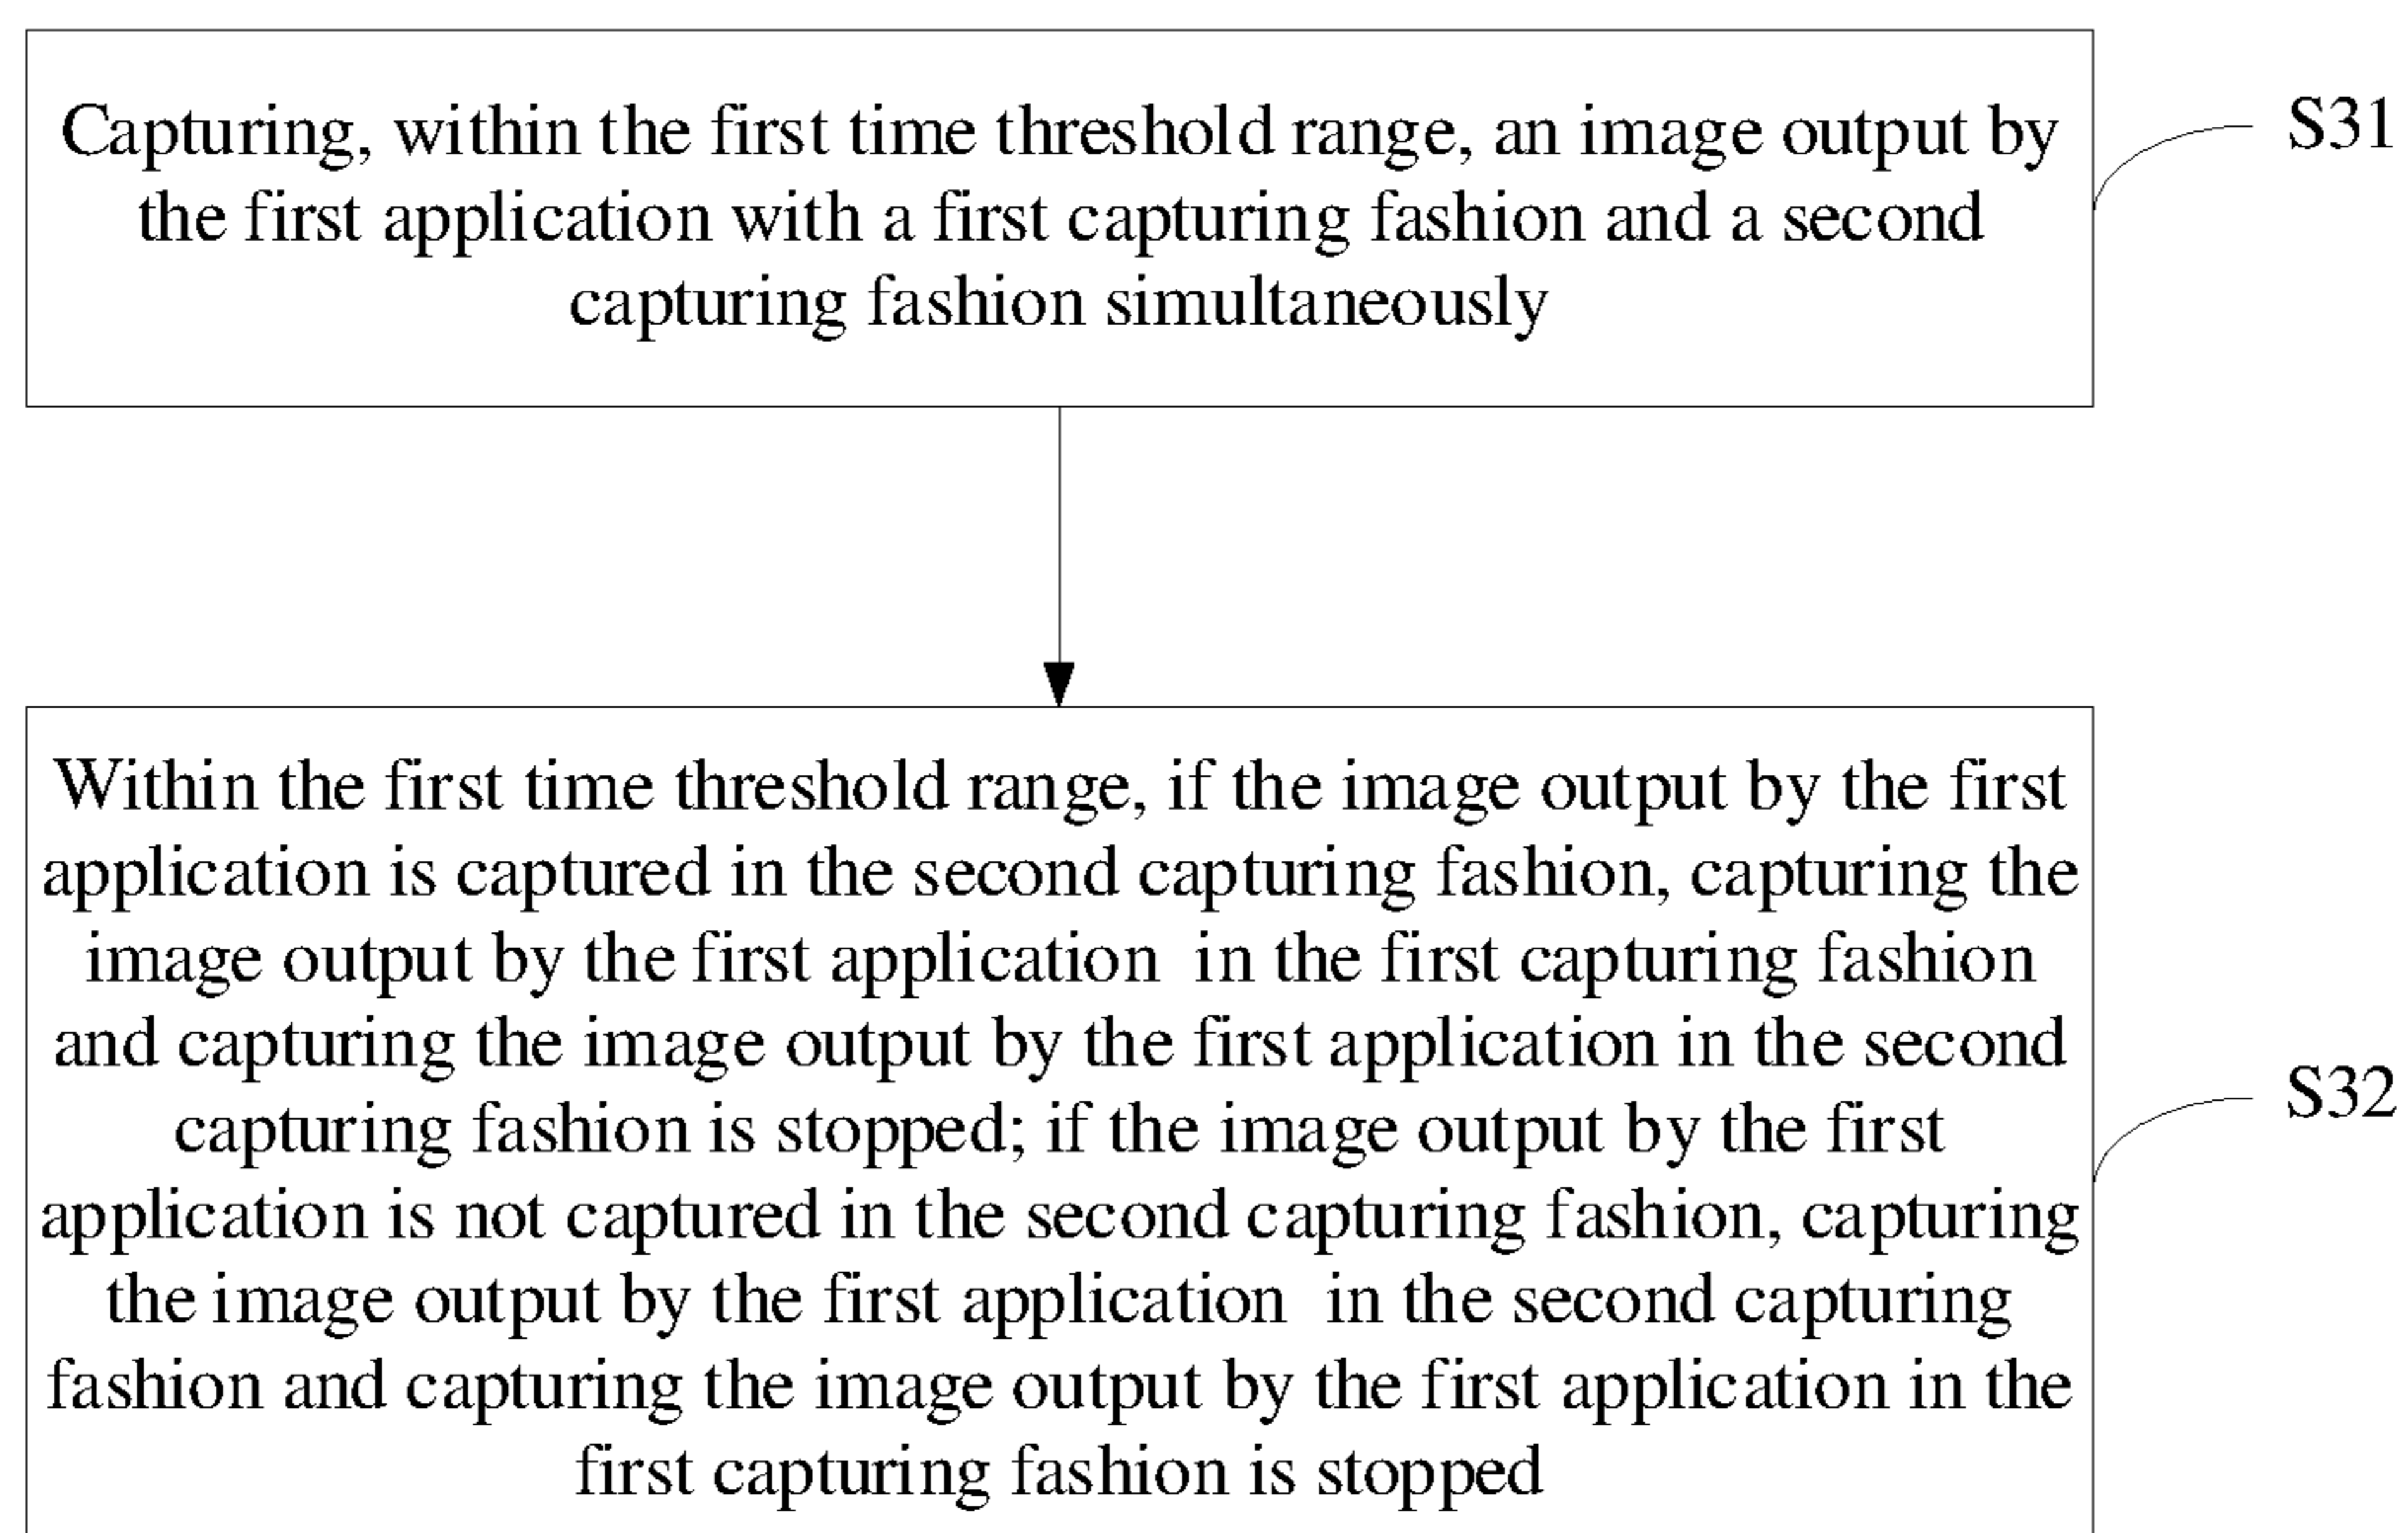 Capturing, within the first time threshold range, an image output by
the first application with a first capturing fashion and a second
capturing fashion simultaneously
S31
Within the first time threshold range, if the image output by the first
application is captured in the second capturing fashion, capturing the
image output by the first application in the first capturing fashion
and capturing the image output by the first application in the second
capturing fashion is stopped; if the image output by the first
application is not captured in the second capturing fashion, capturing
the image output by the first application in the second capturing
fashion and capturing the image output by the first application in the
first capturing fashion is stopped
S32